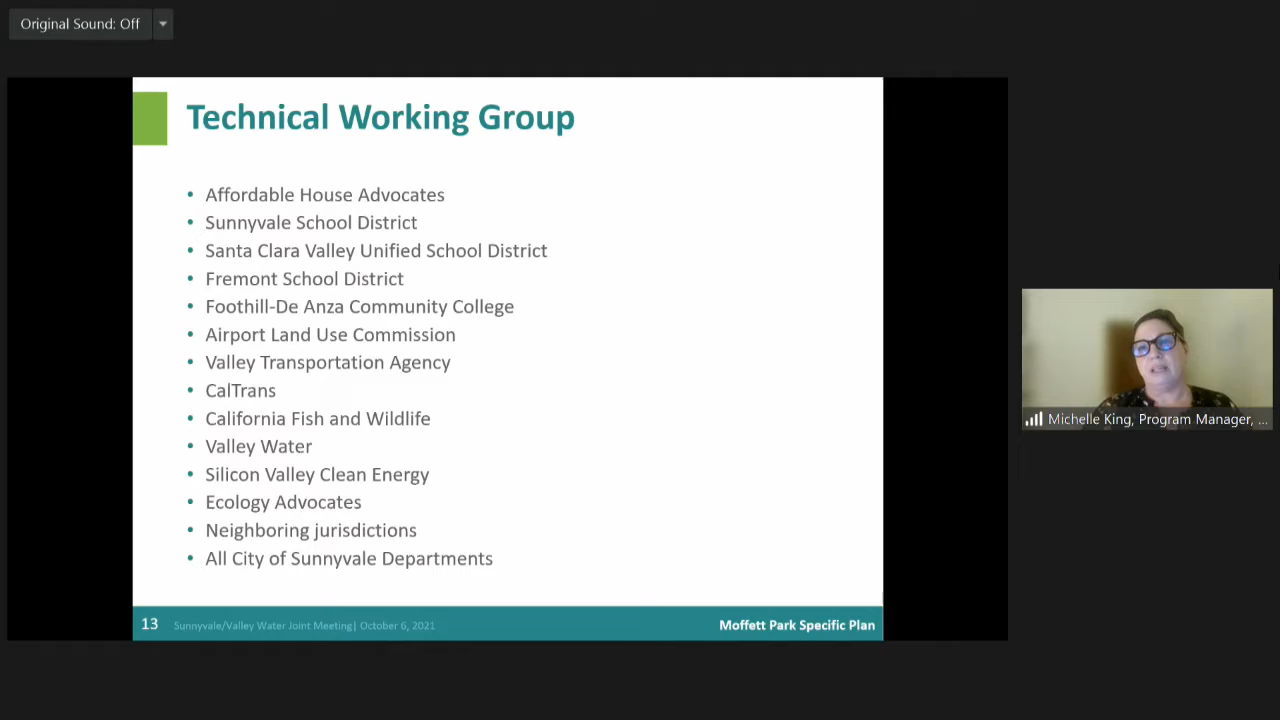 Original Sound: Off
Technical Working Group
• Affordable House Advocates
• Sunnyvale School District
• Santa Clara Valley Unified School District
• Fremont School District
• Foothill-De Anza Community College
• Airport Land Use Commission
• Valley Transportation Agency
• CalTrans
• California Fish and Wildlife
• Valley Water
• Silicon Valley Clean Energy
• Ecology Advocates
• Neighboring jurisdictions
• All City of Sunnyvale Departments
13 Sunnyvale/Valley Water Joint Meeting| October 6, 2021 Moffett Park Specific Plan
Michelle King, Program Manager, ...